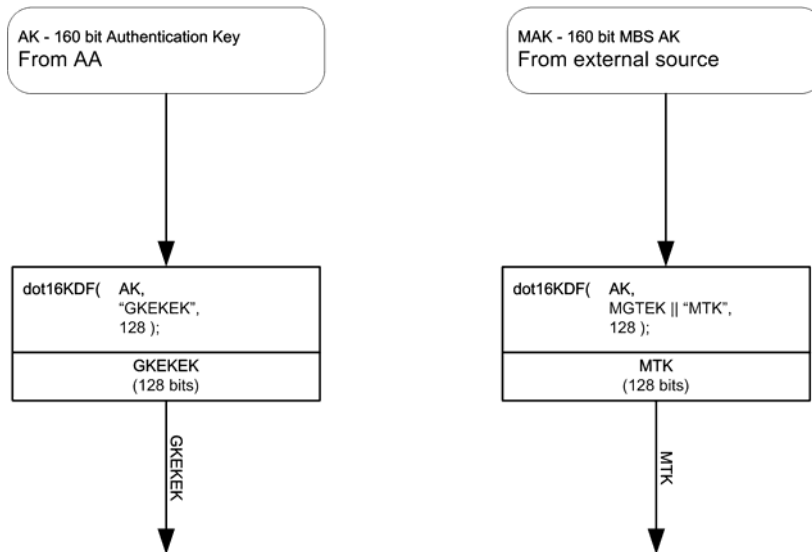 AK - 160 bit Authentication Key
From AA
dot16KDF( AK,
“GKEKEK”,
128 );
GKEKEK
(128 bits)
GKEKEK
MAK - 160 bit MBS AK
From external source
dot16KDF( AK,
MGTEK || “MTK”,
128 );
MTK
(128 bits)
MTK